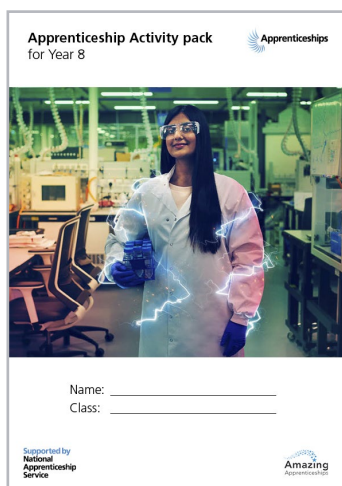 Apprenticeship Activity pack
for Year 8
Apprenticeships
Name:
Class:
Supported by
National
Apprenticeship
Service
Amazing
Apprenticeships